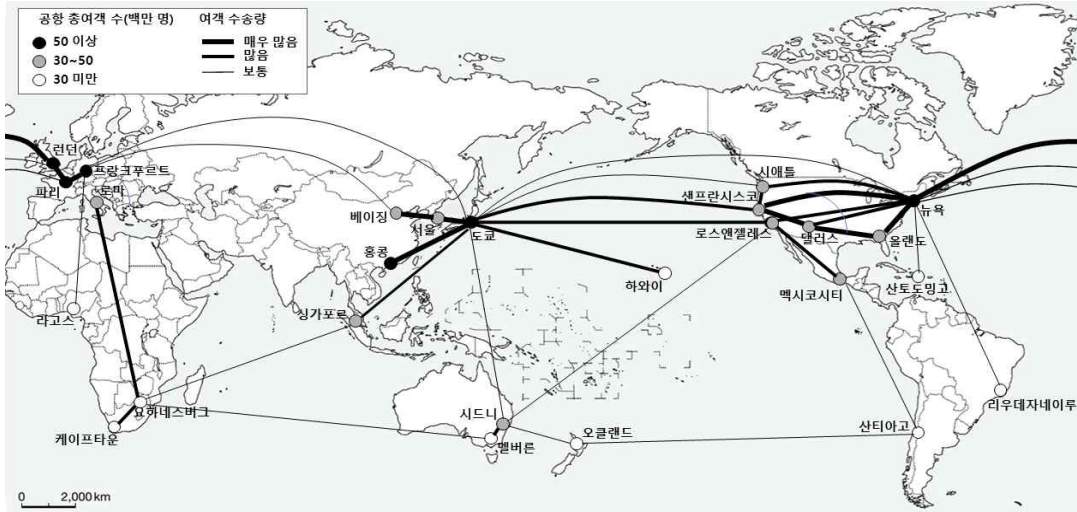 공항 총여객 수(백만 명)
50 이상
30~50
30 미만
여객 수송량
매우 많음
많음
보통
런던
프랑크푸르트
파리
로마
시애틀
샌프란시스코
뉴욕
베이징
서울
도쿄
로스앤젤레스
댈러스
올랜도
홍콩
하와이
멕시코시티
산토도밍고
라고스
싱가포르
요하네스버그
리우데자네이루
케이프타운
시드니
멜버른
오클랜드
산티아고
0 2,000 km